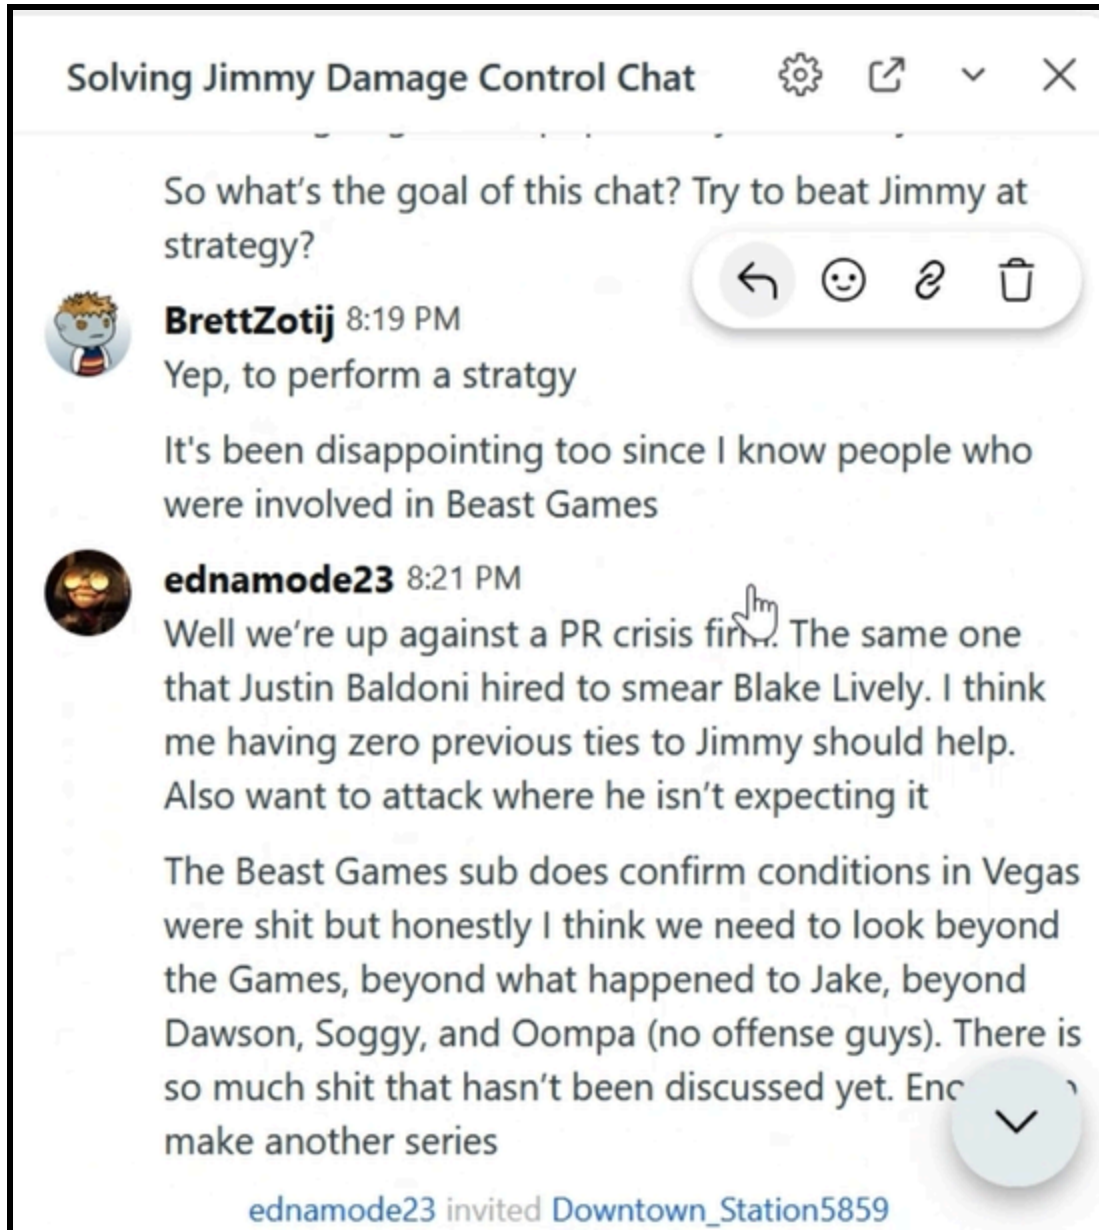 Solving Jimmy Damage Control Chat
So what's the goal of this chat? Try to beat Jimmy at
strategy?
BrettZotij 8:19 PM
Yep, to perform a stratgy
It's been disappointing too since I know people who
were involved in Beast Games
ednamode23 8:21 PM
Well we're up against a PR crisis The same one
that Justin Baldoni hired to smear Blake Lively. I think
me having zero previous ties to Jimmy should help.
Also want to attack where he isn't expecting it
The Beast Games sub does confirm conditions in Vegas
were shit but honestly I think we need to look beyond
the Games, beyond what happened to Jake, beyond
Dawson, Soggy, and Oompa (no offense guys). There is
so much shit that hasn't been discussed yet.
make another series
ednamode23 invited Downtown_Station5859